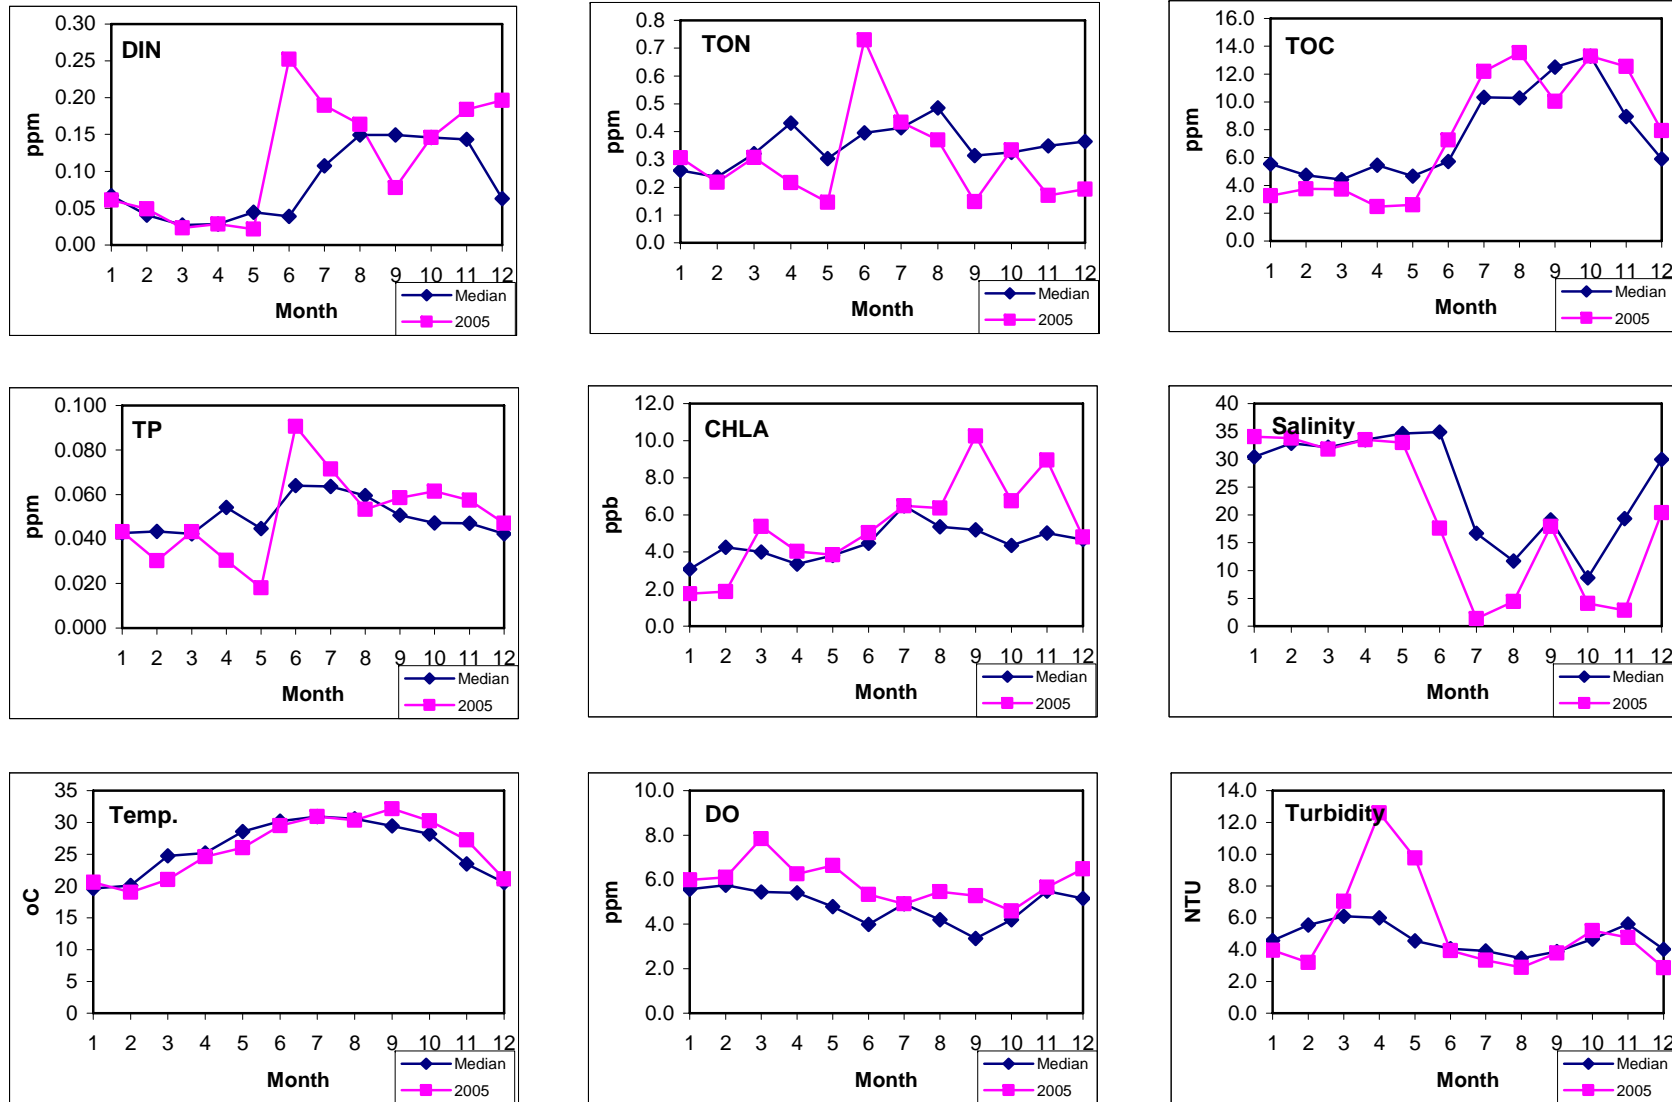 DIN
ppm
0.30
0.25
0.20
0.15
0.10
0.05
0.00
1 2 3 4 5 6 7 8 9 10 11 12
Month
Median
2005
TON
ppm
0.8
0.7
0.6
0.5
0.4
0.3
0.2
0.1
0.0
1 2 3 4 5 6 7 8 9 10 11 12
Month
Median
2005
TOC
ppm
16.0
14.0
12.0
10.0
8.0
6.0
4.0
2.0
0.0
1 2 3 4 5 6 7 8 9 10 11 12
Month
Median
2005
TP
ppm
0.100
0.080
0.060
0.040
0.020
0.000
1 2 3 4 5 6 7 8 9 10 11 12
Month
Median
2005
CHLA
ppb
12.0
10.0
8.0
6.0
4.0
2.0
0.0
1 2 3 4 5 6 7 8 9 10 11 12
Month
Median
2005
Salinity
40
35
30
25
20
15
10
5
0
1 2 3 4 5 6 7 8 9 10 11 12
Month
Median
2005
Temp.
oC
35
30
25
20
15
10
5
0
1 2 3 4 5 6 7 8 9 10 11 12
Month
Median
2005
DO
ppm
10.0
8.0
6.0
4.0
2.0
0.0
1 2 3 4 5 6 7 8 9 10 11 12
Month
Median
2005
Turbidity
NTU
14.0
12.0
10.0
8.0
6.0
4.0
2.0
0.0
1 2 3 4 5 6 7 8 9 10 11 12
Month
Median
2005